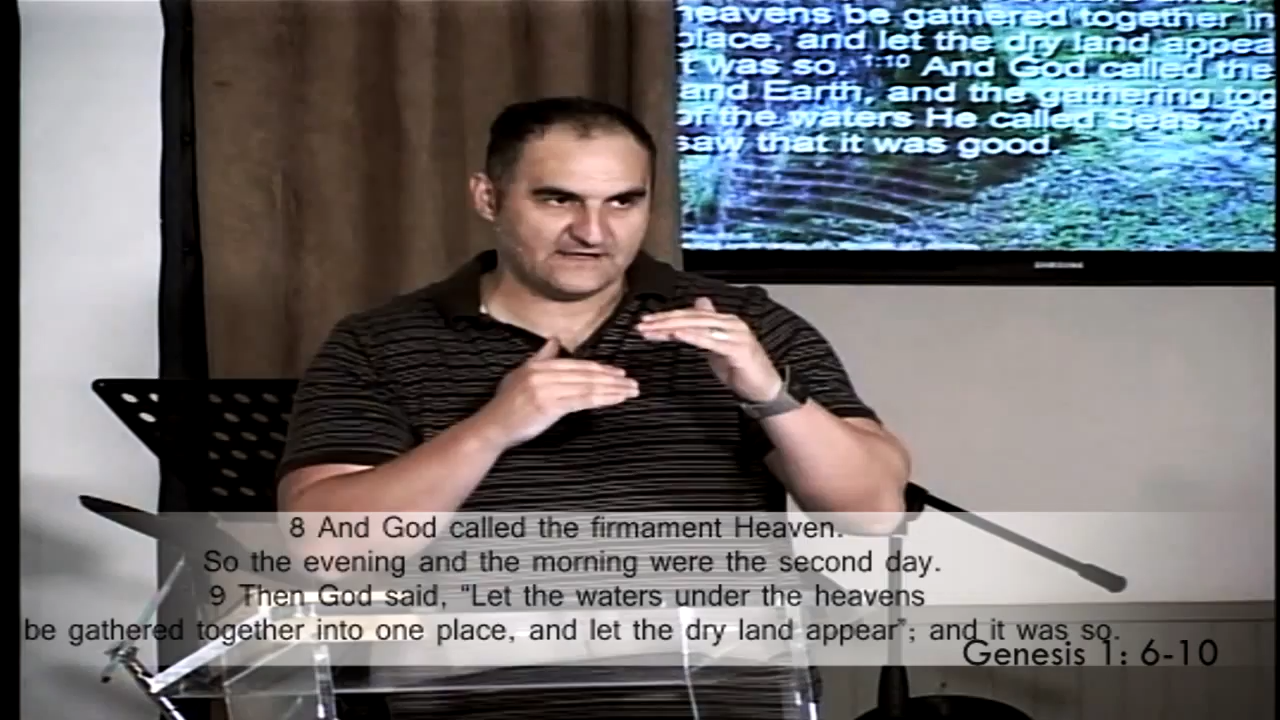 heavens be gathered together in
place, and let the dry land appea
t was so. 1:10 And God called the
and Earth, and the gathering tog
of the waters He called Seas. An
saw that it was good.
SAMSUNG
8 And God called the firmament Heaven.
So the evening and the morning were the second day.
9 Then God said, “Let the waters under the heavens
be gathered together into one place, and let the dry land appear”; and it was so.
Genesis 1: 6-10